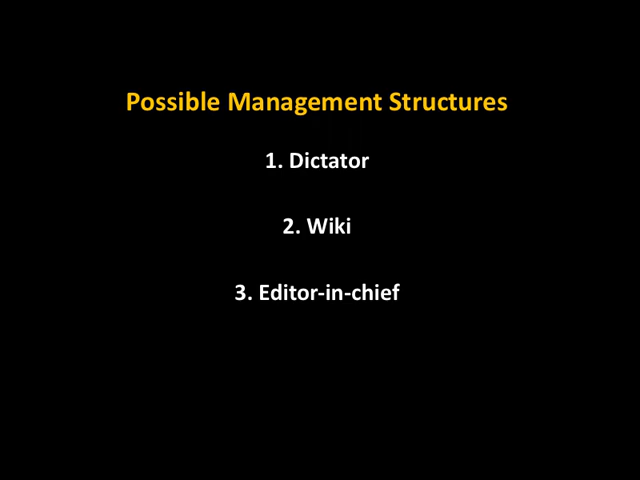 Possible Management Structures
1. Dictator
2. Wiki
3. Editor-in-chief